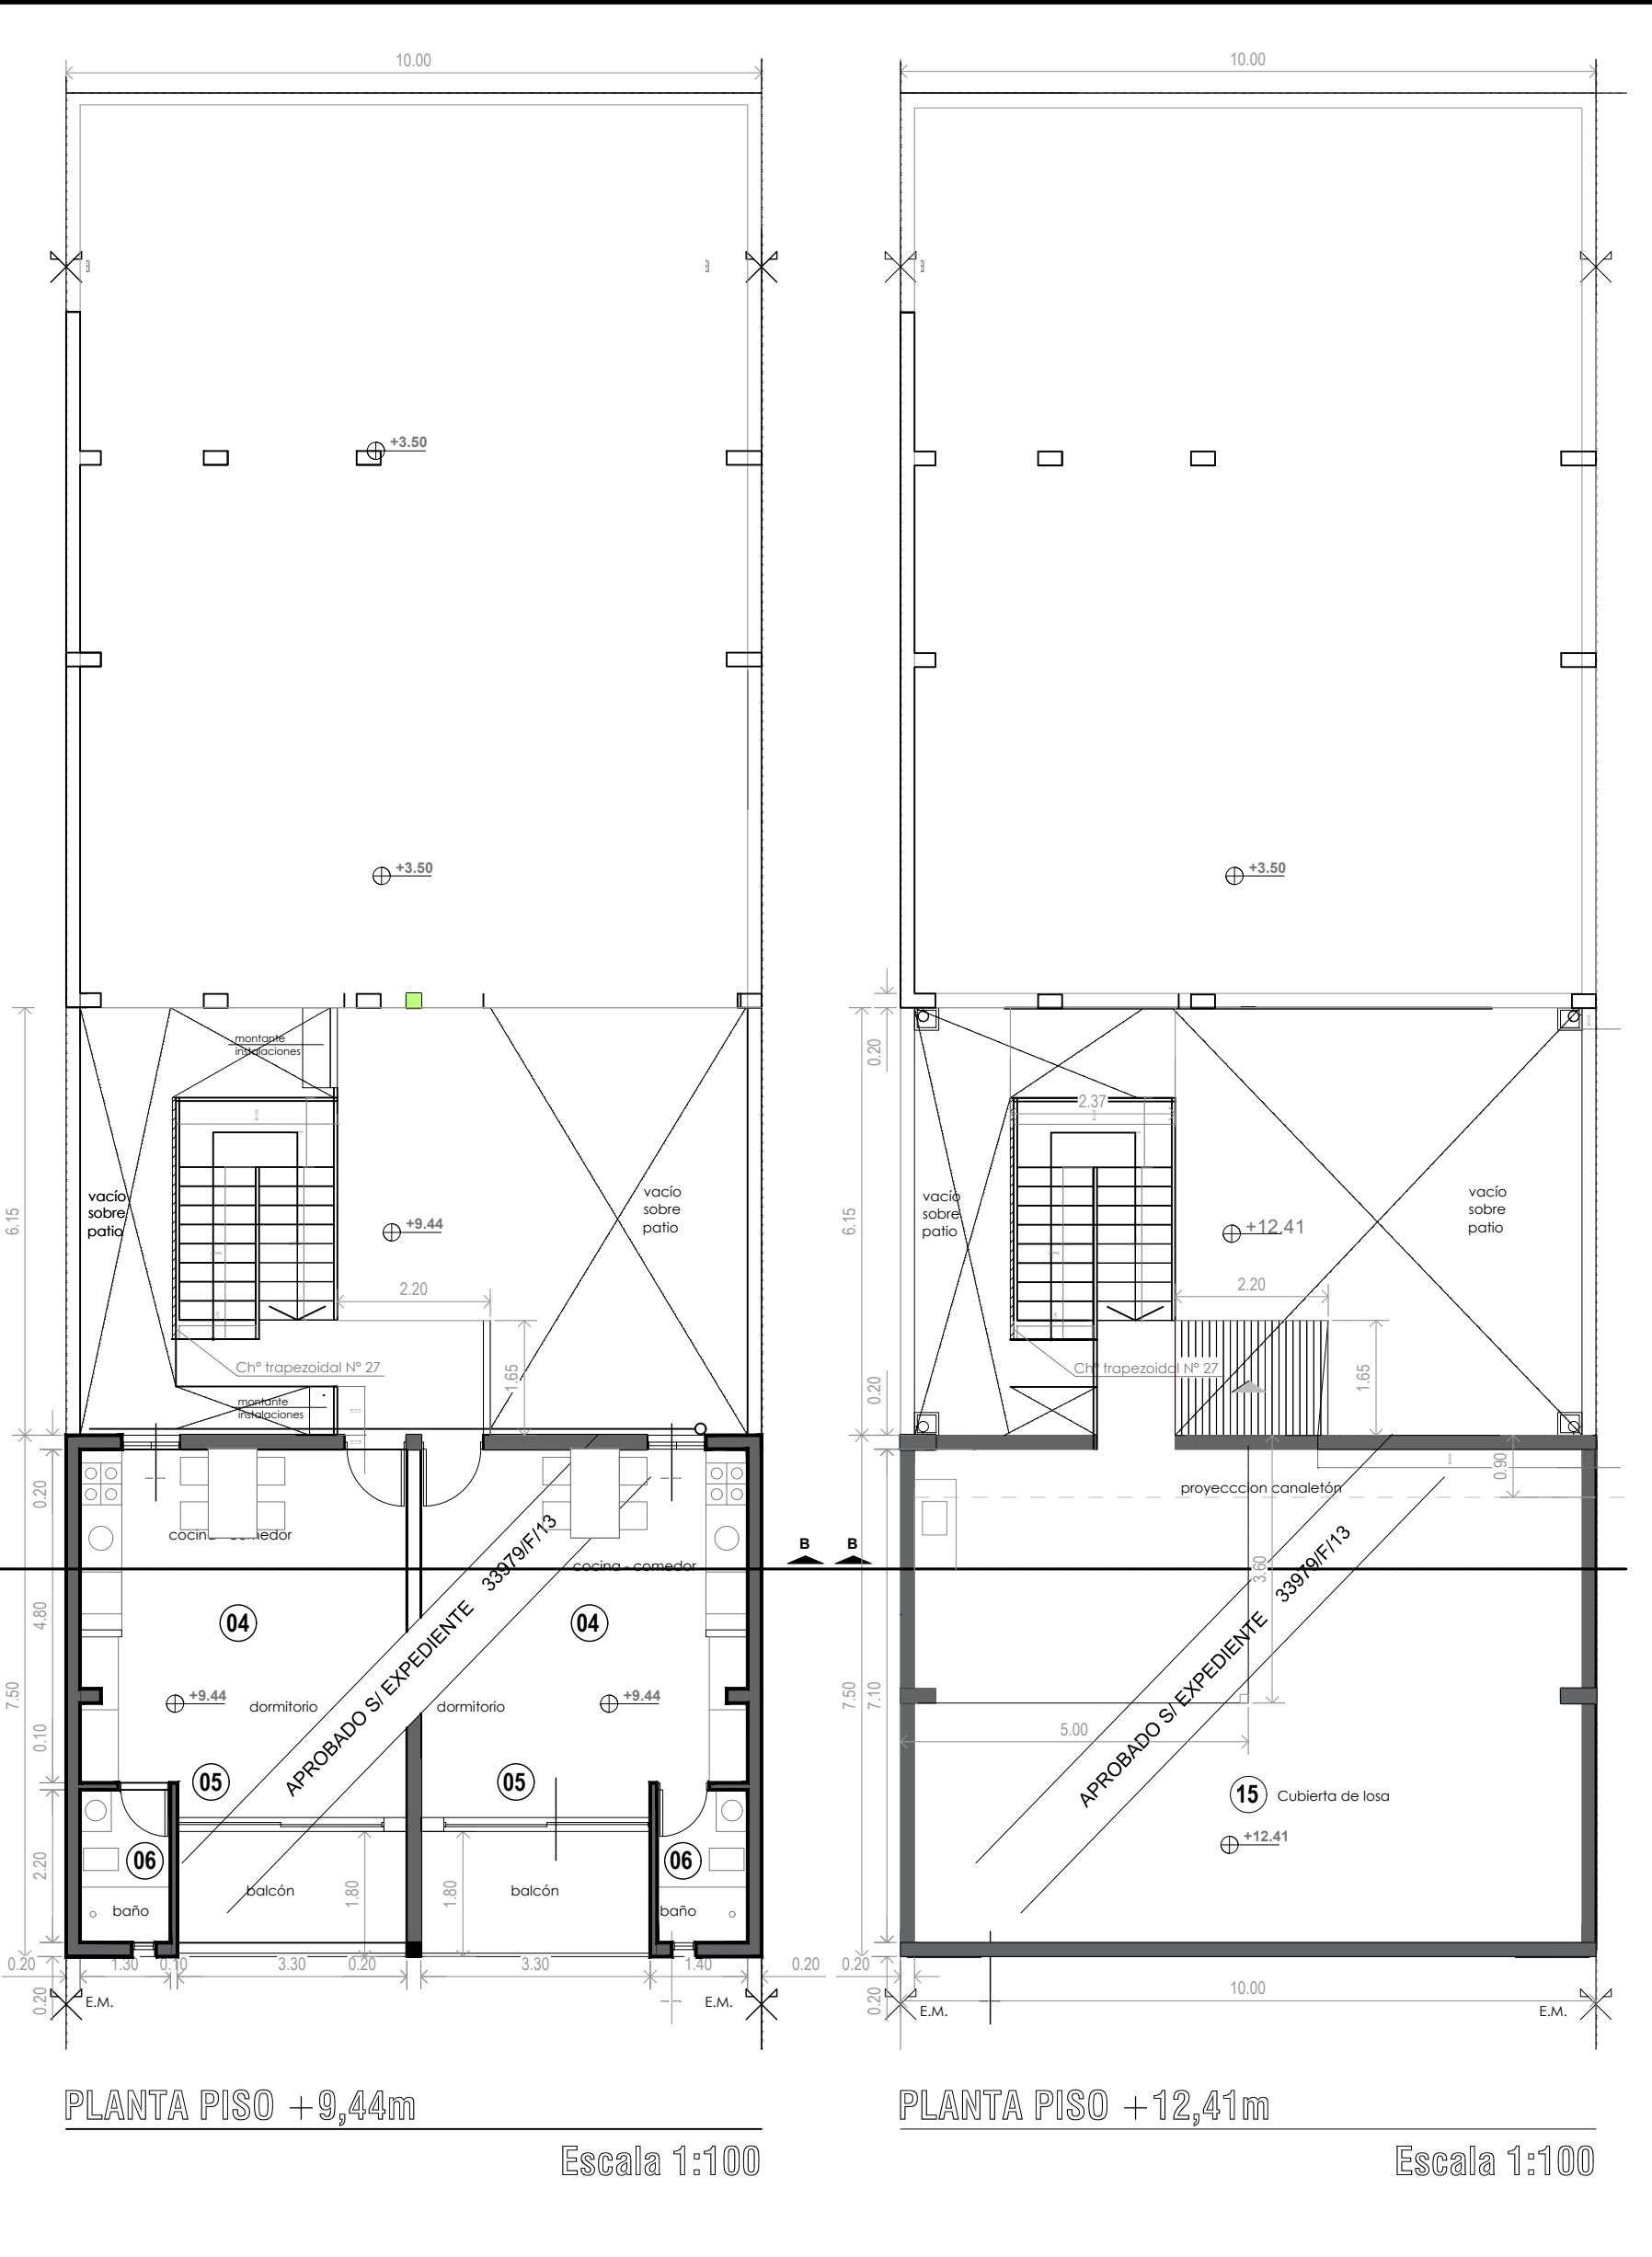 10.00
10.00
+3.50
+3.50
+3.50
montante
instalaciones
0.20
2.37
vacío
sobre
patio
vacío
sobre
patio
vacío
sobre
patio
vacío
sobre
patio
6.15
+9.44
6.15
+12.41
2.20
2.20
Chº trapezoidal Nº 27
1.65
Chº trapezoidal Nº 27
1.65
0.20
montante
instalaciones
0.20
proyecccion canaletón
0.90
cocina - comedor
cocina - comedor
B
B
APROBADO S/ EXPEDIENTE 33979/F/13
APROBADO S/ EXPEDIENTE 33979/F/13
3.60
4.80
04
04
7.50
+9.44
dormitorio
dormitorio
+9.44
7.50
7.10
0.10
5.00
05
05
15
Cubierta de losa
+12.41
2.20
06
06
balcón
1.80
1.80
balcón
baño
baño
0.20
1.30
0.10
3.30
0.20
3.30
1.40
0.20
0.20
0.20
E.M.
E.M.
0.20
10.00
E.M.
E.M.
PLANTA PISO +9,44m
PLANTA PISO +12,41m
Escala 1:100
Escala 1:100